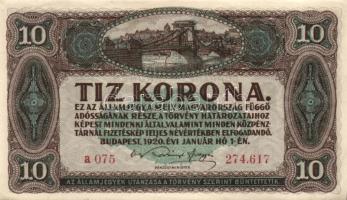 10 10
TIZ KORONA.
EZ AZ ÁLLAMJEGY A MELY MAGYARORSZÁG FÜGGŐ
ADÓSSÁGÁNAK RÉSZE, A TÖRVÉNY HATÁROZATAIHOZ
KÉPEST MINDENKI ÁLTAL, VALAMINT MINDEN KÖZPÉNZ-
TÁRNÁL FIZETÉSKÉP TELJES NÉVÉRTÉKBEN ELFOGADANDÓ.
BUDAPEST, 1920. ÉVI JANUÁR HÓ 1-ÉN.
a 075 274.617
10 10
AZ ÁLLAMJEGYEK UTÁNZÁSA A TÖRVÉNY SZERINT BÜNTETTETIK